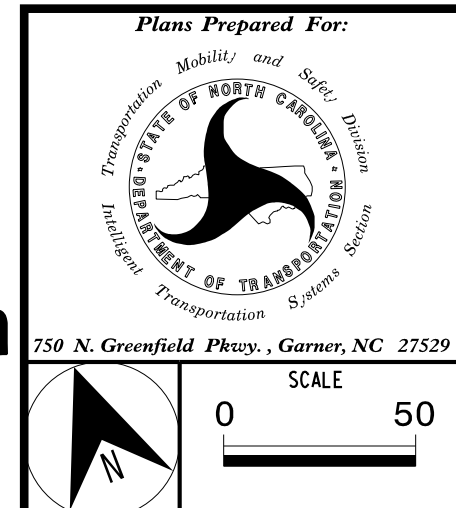 Plans Prepared For:
Transportation Mobility and Safety Division
STATE OF NORTH CAROLINA
DEPARTMENT OF TRANSPORTATION
Intelligent Transportation Systems Section
750 N. Greenfield Pkwy. , Garner, NC 27529
N
SCALE
0 50